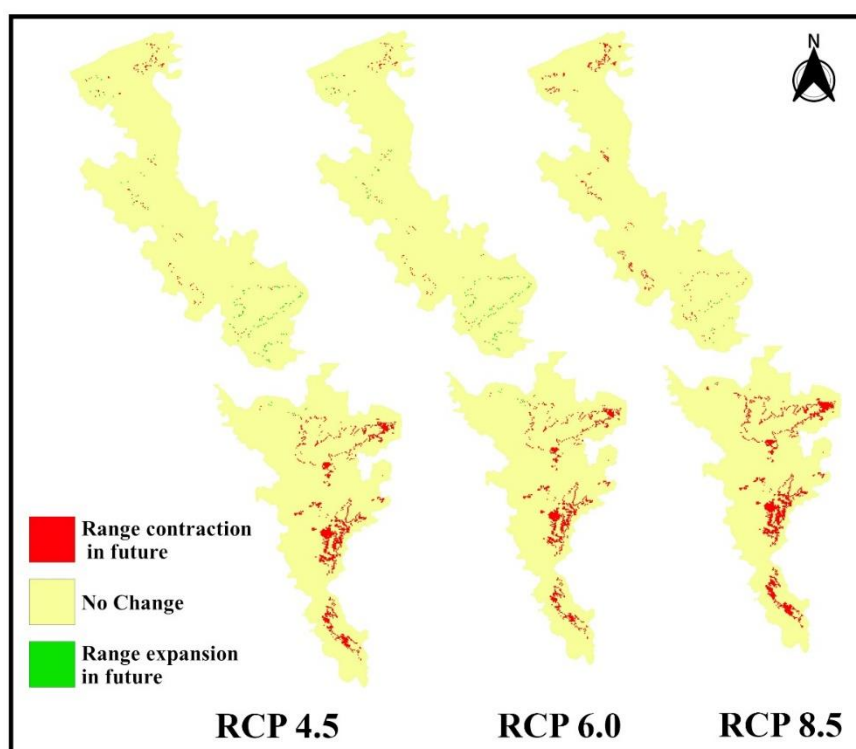 N
Range contraction
in future
No Change
Range expansion
in future
RCP 4.5
RCP 6.0
RCP 8.5